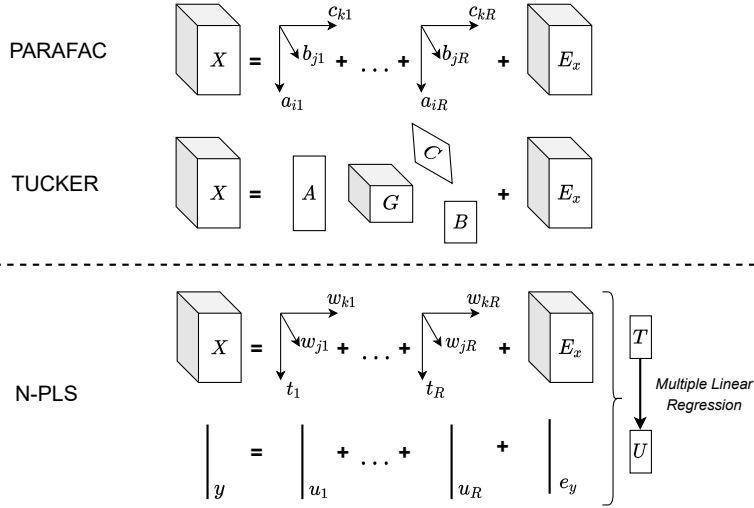 PARAFAC
X = a_{i1} b_{j1} c_{k1} + ... + a_{iR} b_{jR} c_{kR} + E_x
TUCKER
X = A G C B + E_x
N-PLS
X = t_1 w_{j1} w_{k1} + ... + t_R w_{jR} w_{kR} + E_x
y = u_1 + ... + u_R + e_y
T
Multiple Linear
Regression
U